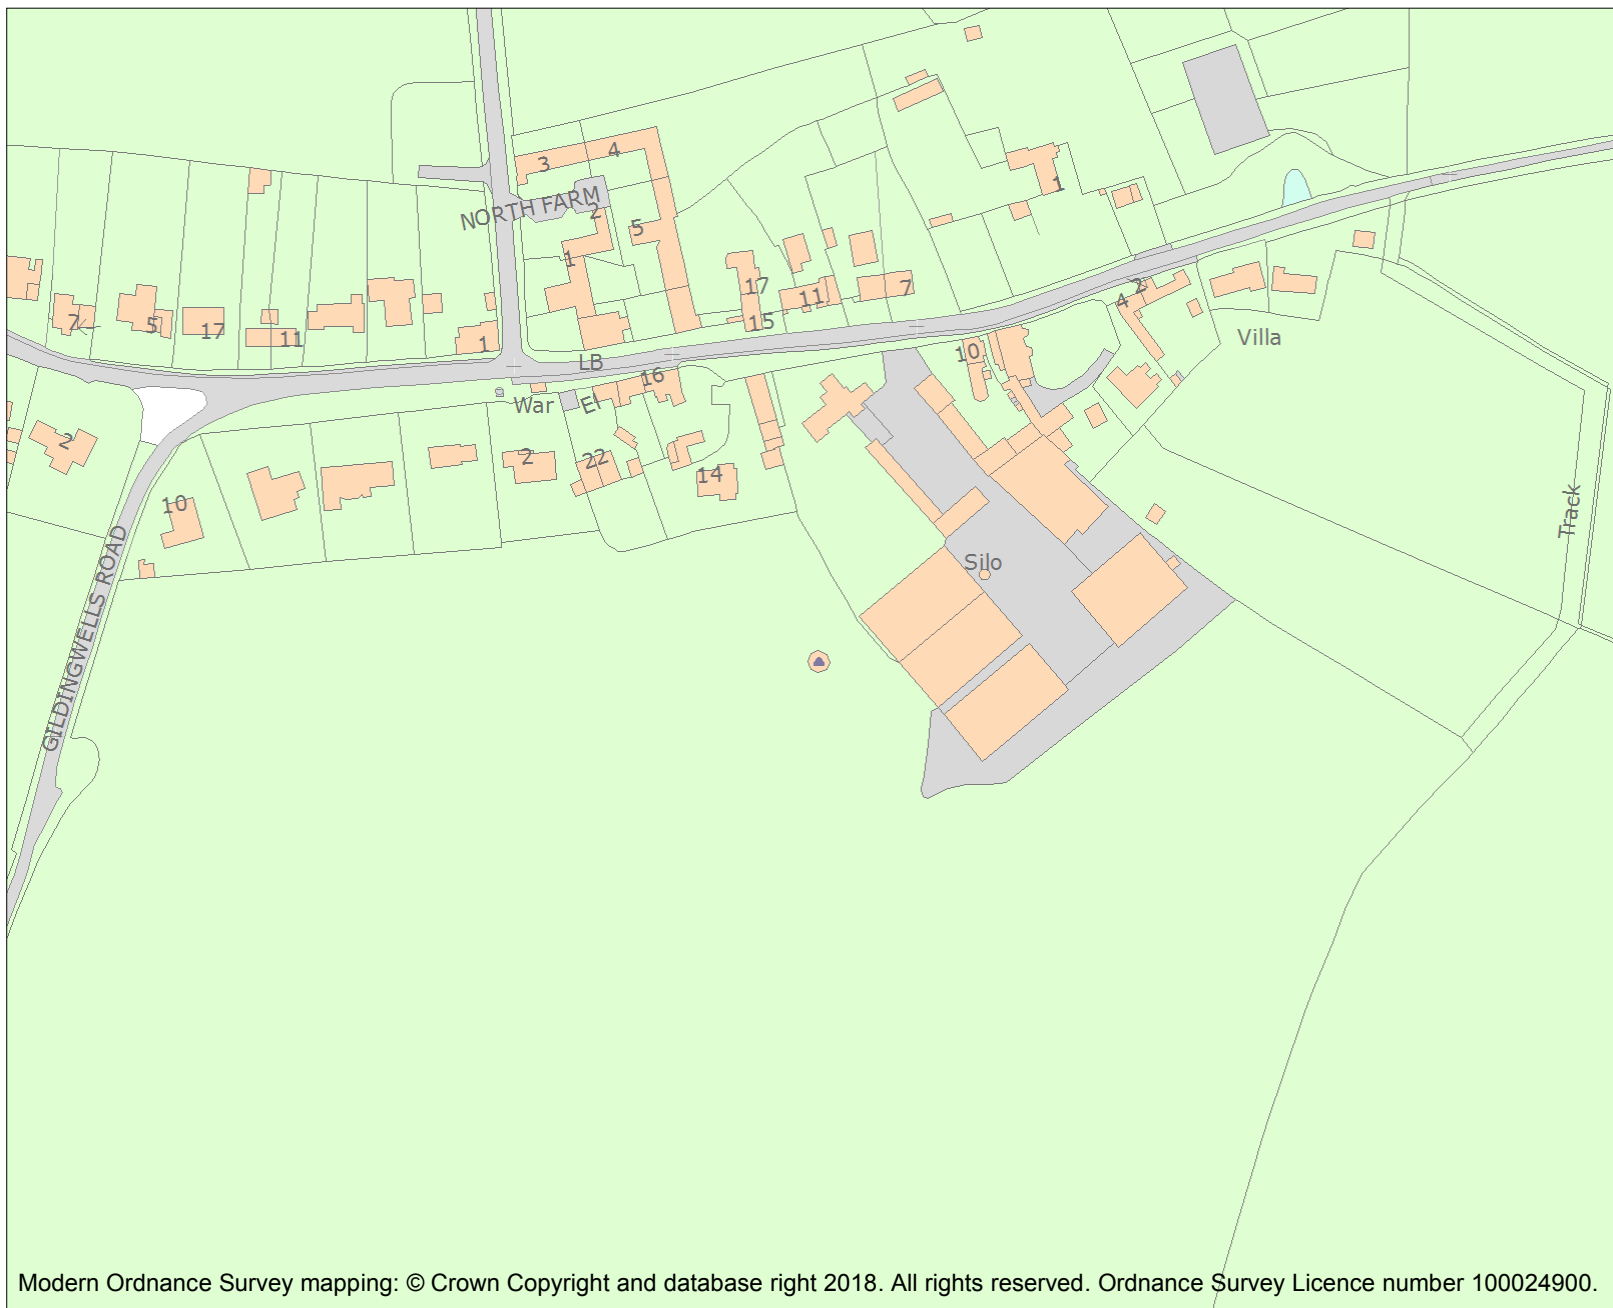 3
4
NORTH FARM
2
5
1
1
17
11
15
7
2
4
Villa
7
5
17
11
1
LB
16
War
El
10
2
10
2
22
14
Silo
Track
GILDINGWELLS ROAD
Modern Ordnance Survey mapping: © Crown Copyright and database right 2018. All rights reserved. Ordnance Survey Licence number 100024900.